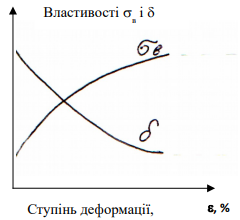 Властивості σв і δ
σв
δ
Ступінь деформації, ε, %